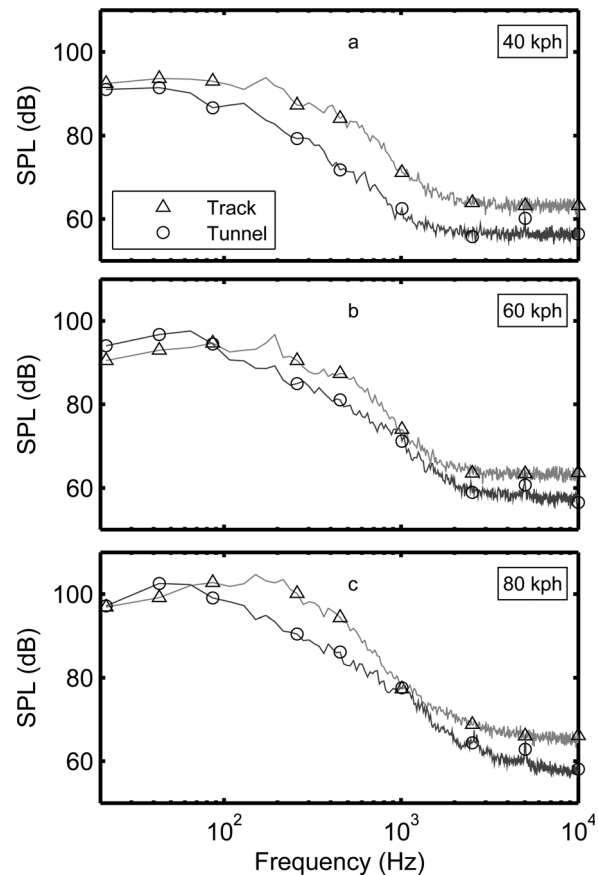 100
80
60
SPL (dB)
a
40 kph
Track
Tunnel
100
80
60
SPL (dB)
b
60 kph
100
80
60
SPL (dB)
c
80 kph
10² 10³ 10⁴
Frequency (Hz)